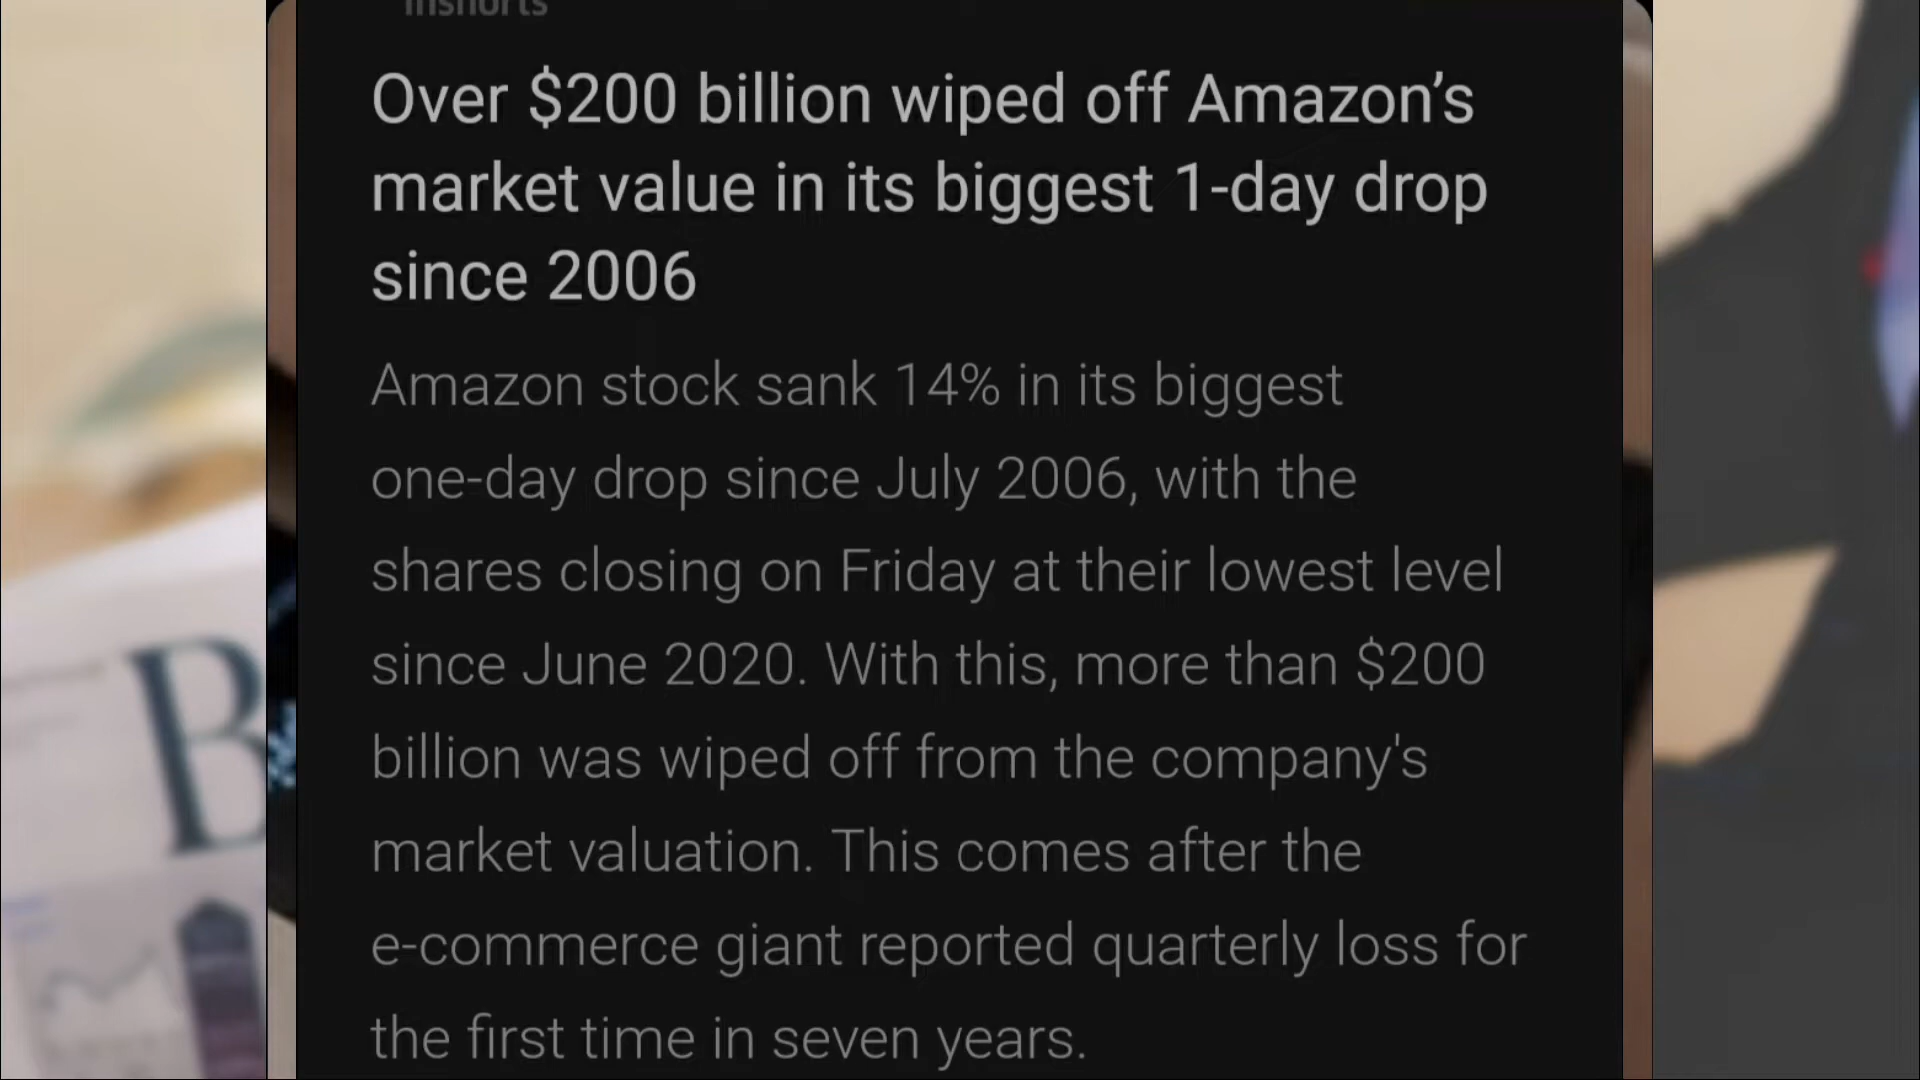 inshorts
Over $200 billion wiped off Amazon’s
market value in its biggest 1-day drop
since 2006
Amazon stock sank 14% in its biggest
one-day drop since July 2006, with the
shares closing on Friday at their lowest level
since June 2020. With this, more than $200
billion was wiped off from the company's
market valuation. This comes after the
e-commerce giant reported quarterly loss for
the first time in seven years.
B